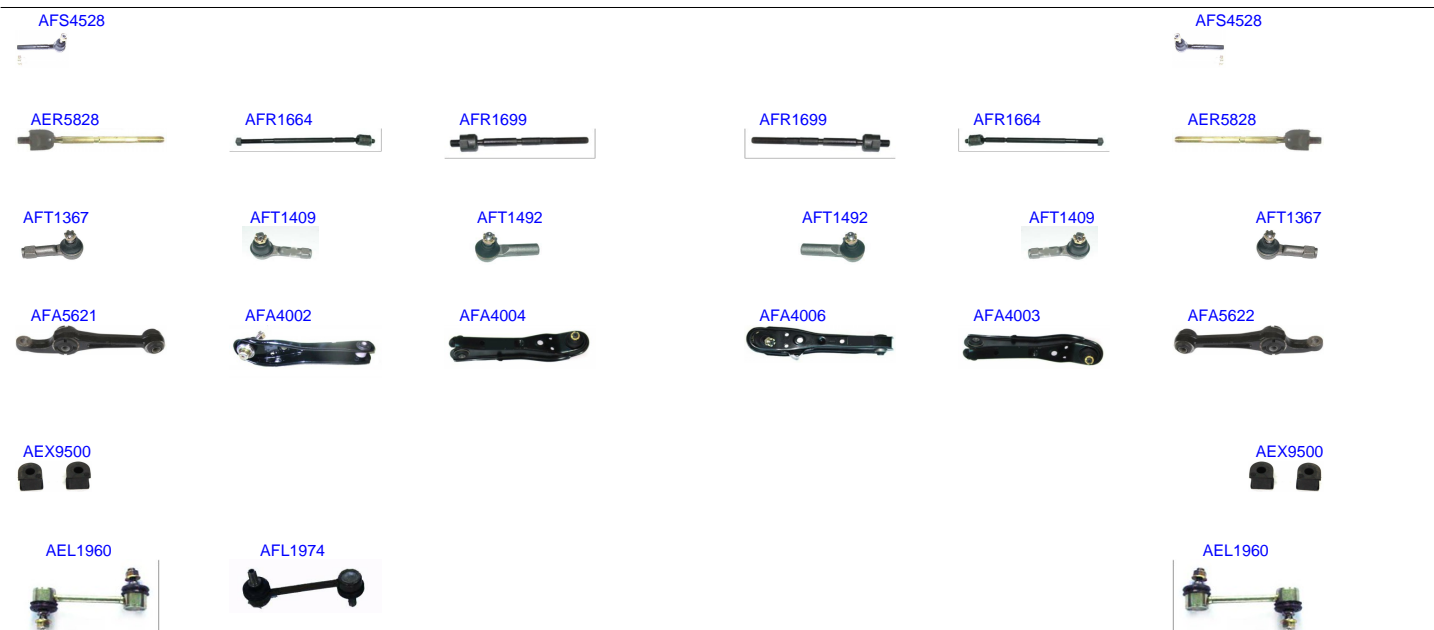 AFS4528 AFS4528
AER5828 AFR1664 AFR1699 AFR1699 AFR1664 AER5828
AFT1367 AFT1409 AFT1492 AFT1492 AFT1409 AFT1367
AFA5621 AFA4002 AFA4004 AFA4006 AFA4003 AFA5622
AEX9500 AEX9500
AEL1960 AFL1974 AEL1960